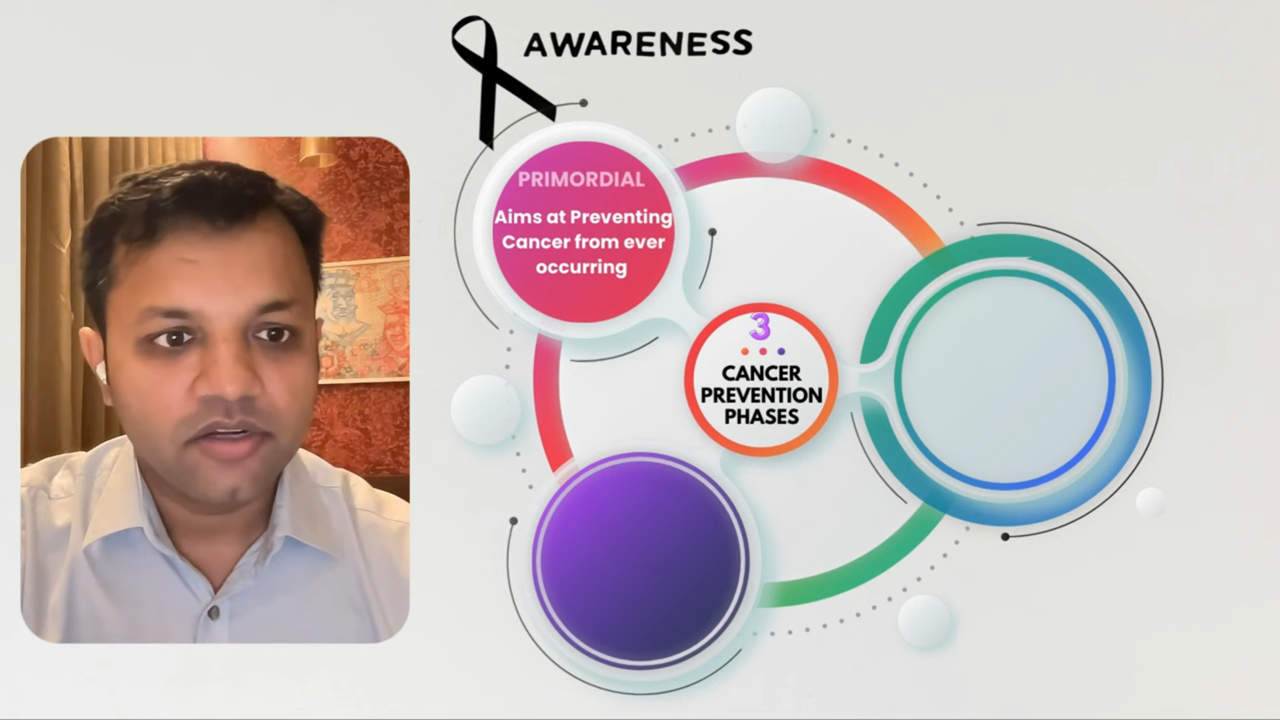 AWARENESS
PRIMORDIAL
Aims at Preventing
Cancer from ever
occurring
3
CANCER
PREVENTION
PHASES